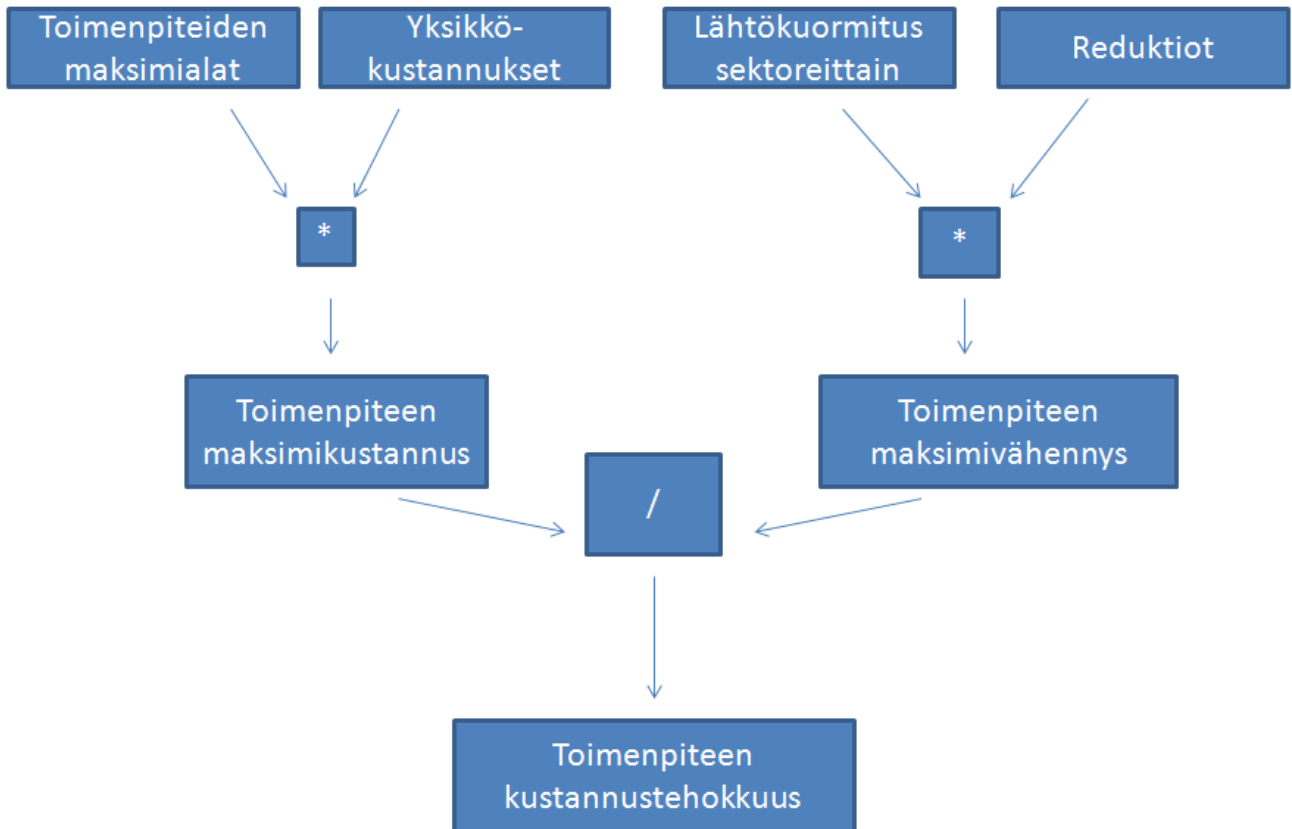 Toimenpiteiden
maksimialat
Yksikkö-
kustannukset
Lähtökuormitus
sektoreittain
Reduktiot
*
*
Toimenpiteen
maksimikustannus
Toimenpiteen
maksimivähennys
/
Toimenpiteen
kustannustehokkuus